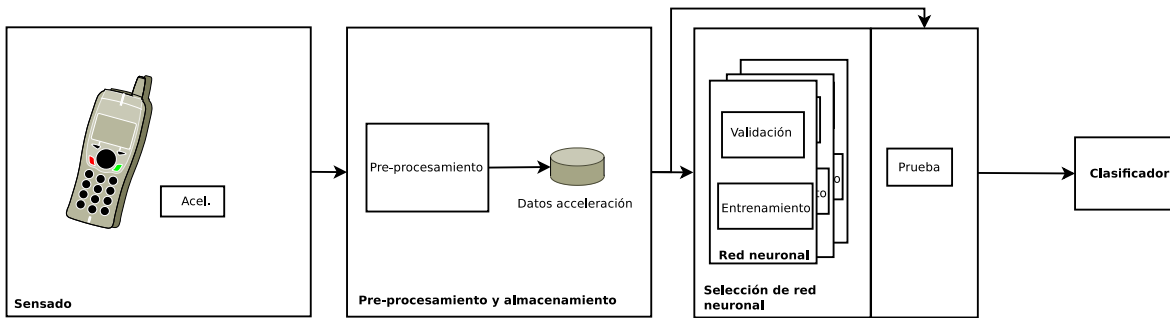 Acel.
Sensado
Pre-procesamiento
Datos acceleración
Pre-procesamiento y almacenamiento
Validación
Entrenamiento
to
o
Red neuronal
Selección de red
neuronal
Prueba
Clasificador